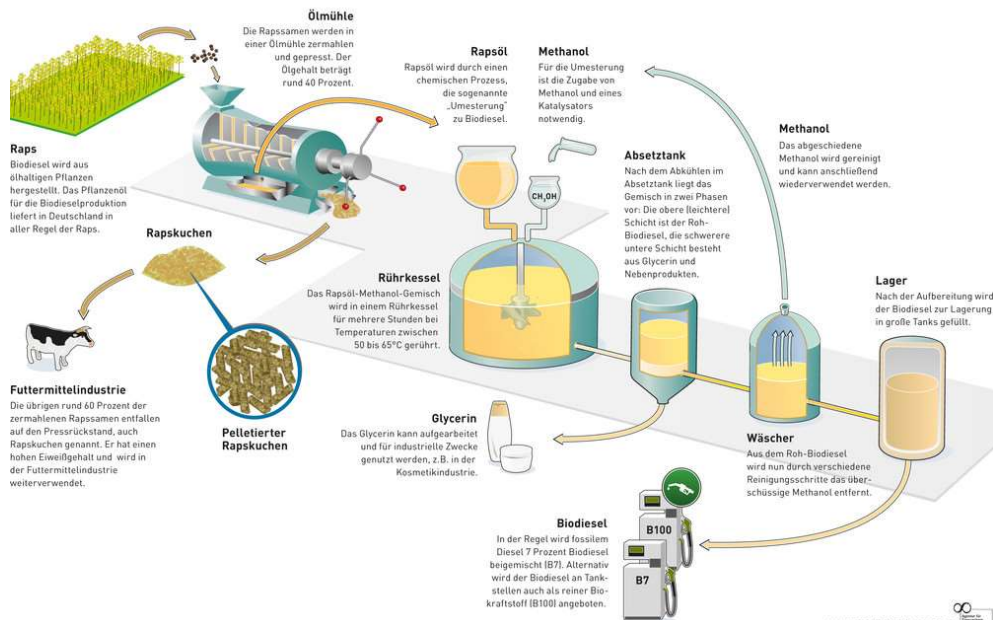 Ölmühle
Die Rapssamen werden in
einer Ölmühle zermahlen
und gepresst. Der
Ölgehalt beträgt
rund 40 Prozent.
Rapsöl
Rapsöl wird durch einen
chemischen Prozess,
die sogenannte
„Umesterung"
zu Biodiesel.
Methanol
Für die Umesterung
ist die Zugabe von
Methanol und eines
Katalysators
notwendig.
CH₃OH
Methanol
Das abgeschiedene
Methanol wird gereinigt
und kann anschließend
wiederverwendet werden.
Raps
Biodiesel wird aus
ölhaltigen Pflanzen
hergestellt. Das Pflanzenöl
für die Biodieselproduktion
liefert in Deutschland in
aller Regel der Raps.
Absetztank
Nach dem Abkühlen im
Absetztank liegt das
Gemisch in zwei Phasen
vor: Die obere (leichtere)
Schicht ist der Roh-
Biodiesel, die schwerere
untere Schicht besteht
aus Glycerin und
Nebenprodukten.
Rapskuchen
Rührkessel
Das Rapsöl-Methanol-Gemisch
wird in einem Rührkessel
für mehrere Stunden bei
Temperaturen zwischen
50 bis 65°C gerührt.
Lager
Nach der Aufbereitung wird
der Biodiesel zur Lagerung
in große Tanks gefüllt.
Futtermittelindustrie
Die übrigen rund 60 Prozent der
zermahlenen Rapssamen entfallen
auf den Pressrückstand, auch
Rapskuchen genannt. Er hat einen
hohen Eiweißgehalt und wird in
der Futtermittelindustrie
weiterverwendet.
Pelletierter
Rapskuchen
Glycerin
Das Glycerin kann aufgearbeitet
und für industrielle Zwecke
genutzt werden, z.B. in der
Kosmetikindustrie.
Wäscher
Aus dem Roh-Biodiesel
wird nun durch verschiedene
Reinigungsschritte das über-
schüssige Methanol entfernt.
Biodiesel
In der Regel wird fossilem
Diesel 7 Prozent Biodiesel
beigemischt (B7). Alternativ
wird der Biodiesel an Tank-
stellen auch als reiner Bio-
kraftstoff (B100) angeboten.
B100
B7